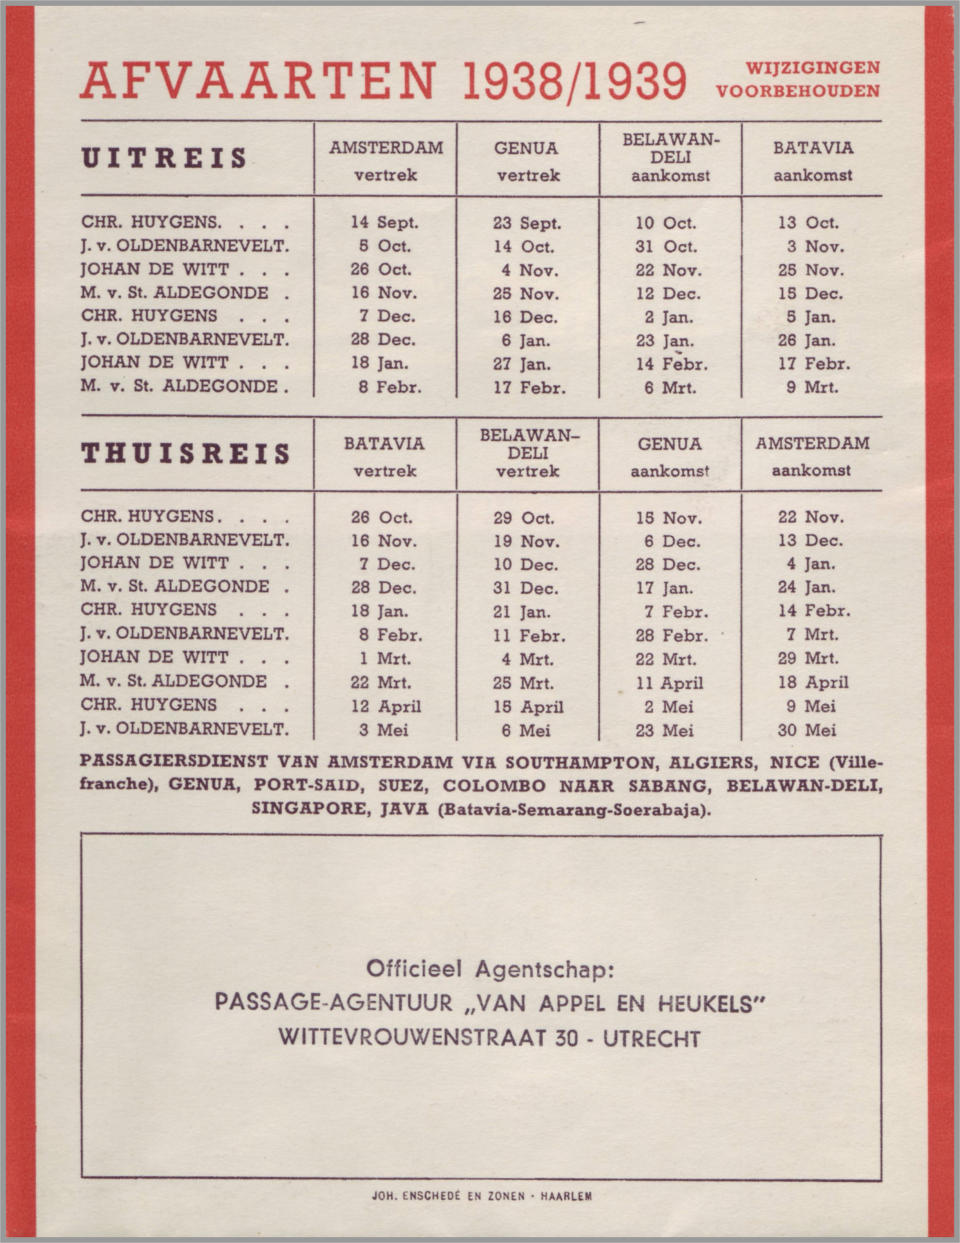 AFVAARTEN 1938/1939 WIJZIGINGEN VOORBEHOUDEN
UITREIS AMSTERDAM vertrek GENUA vertrek BELAWAN-DELI aankomst BATAVIA aankomst
CHR. HUYGENS. . . . 14 Sept. 23 Sept. 10 Oct. 13 Oct.
J. v. OLDENBARNEVELT. 5 Oct. 14 Oct. 31 Oct. 3 Nov.
JOHAN DE WITT . . . 26 Oct. 4 Nov. 22 Nov. 25 Nov.
M. v. St. ALDEGONDE . 16 Nov. 25 Nov. 12 Dec. 15 Dec.
CHR. HUYGENS . . . 7 Dec. 16 Dec. 2 Jan. 5 Jan.
J. v. OLDENBARNEVELT. 28 Dec. 6 Jan. 23 Jan. 26 Jan.
JOHAN DE WITT . . . 18 Jan. 27 Jan. 14 Febr. 17 Febr.
M. v. St. ALDEGONDE . 8 Febr. 17 Febr. 6 Mrt. 9 Mrt.
THUISREIS BATAVIA vertrek BELAWAN-DELI vertrek GENUA aankomst AMSTERDAM aankomst
CHR. HUYGENS. . . . 26 Oct. 29 Oct. 15 Nov. 22 Nov.
J. v. OLDENBARNEVELT. 16 Nov. 19 Nov. 6 Dec. 13 Dec.
JOHAN DE WITT . . . 7 Dec. 10 Dec. 28 Dec. 4 Jan.
M. v. St. ALDEGONDE . 28 Dec. 31 Dec. 17 Jan. 24 Jan.
CHR. HUYGENS . . . 18 Jan. 21 Jan. 7 Febr. 14 Febr.
J. v. OLDENBARNEVELT. 8 Febr. 11 Febr. 28 Febr. 7 Mrt.
JOHAN DE WITT . . . 1 Mrt. 4 Mrt. 22 Mrt. 29 Mrt.
M. v. St. ALDEGONDE . 22 Mrt. 25 Mrt. 11 April 18 April
CHR. HUYGENS . . . 12 April 15 April 2 Mei 9 Mei
J. v. OLDENBARNEVELT. 3 Mei 6 Mei 23 Mei 30 Mei
PASSAGIERSDIENST VAN AMSTERDAM VIA SOUTHAMPTON, ALGIERS, NICE (Ville-
franche), GENUA, PORT-SAID, SUEZ, COLOMBO NAAR SABANG, BELAWAN-DELI,
SINGAPORE, JAVA (Batavia-Semarang-Soerabaja).
Officieel Agentschap:
PASSAGE-AGENTUUR „VAN APPEL EN HEUKELS”
WITTEVROUWENSTRAAT 30 - UTRECHT
JOH. ENSCHEDÉ EN ZONEN - HAARLEM